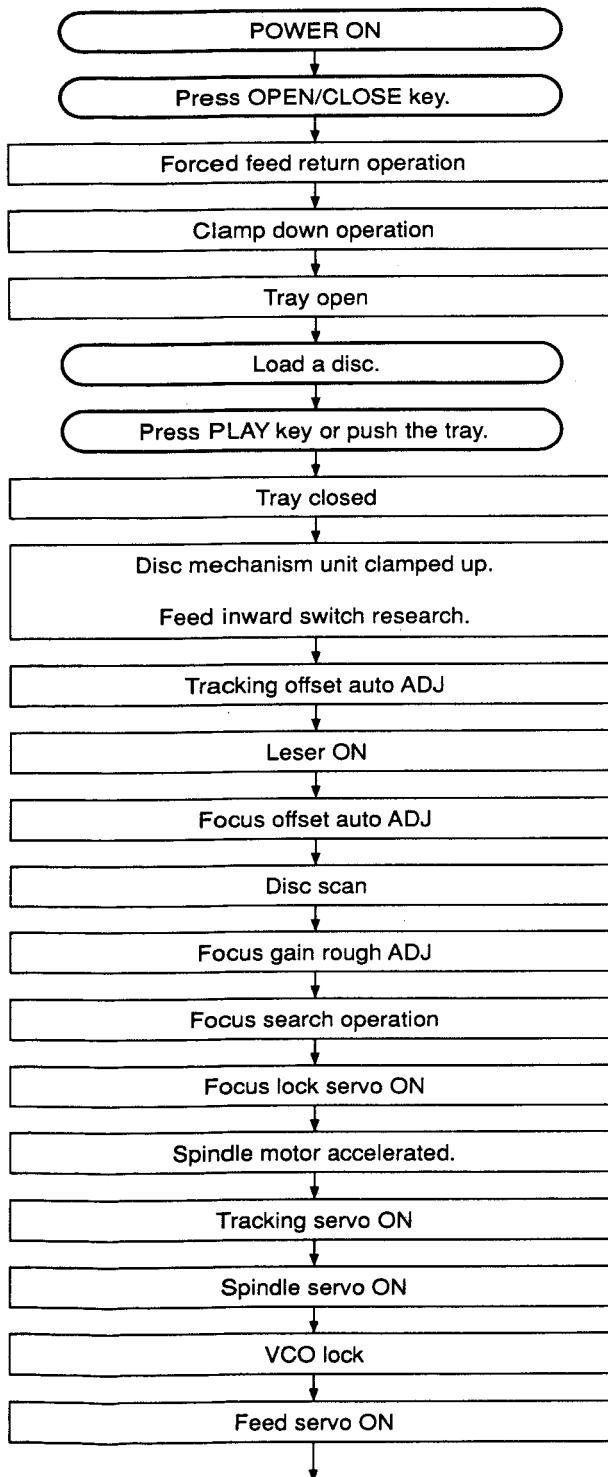 POWER ON
Press OPEN/CLOSE key.
Forced feed return operation
Clamp down operation
Tray open
Load a disc.
Press PLAY key or push the tray.
Tray closed
Disc mechanism unit clamped up.
Feed inward switch research.
Tracking offset auto ADJ
Leser ON
Focus offset auto ADJ
Disc scan
Focus gain rough ADJ
Focus search operation
Focus lock servo ON
Spindle motor accelerated.
Tracking servo ON
Spindle servo ON
VCO lock
Feed servo ON